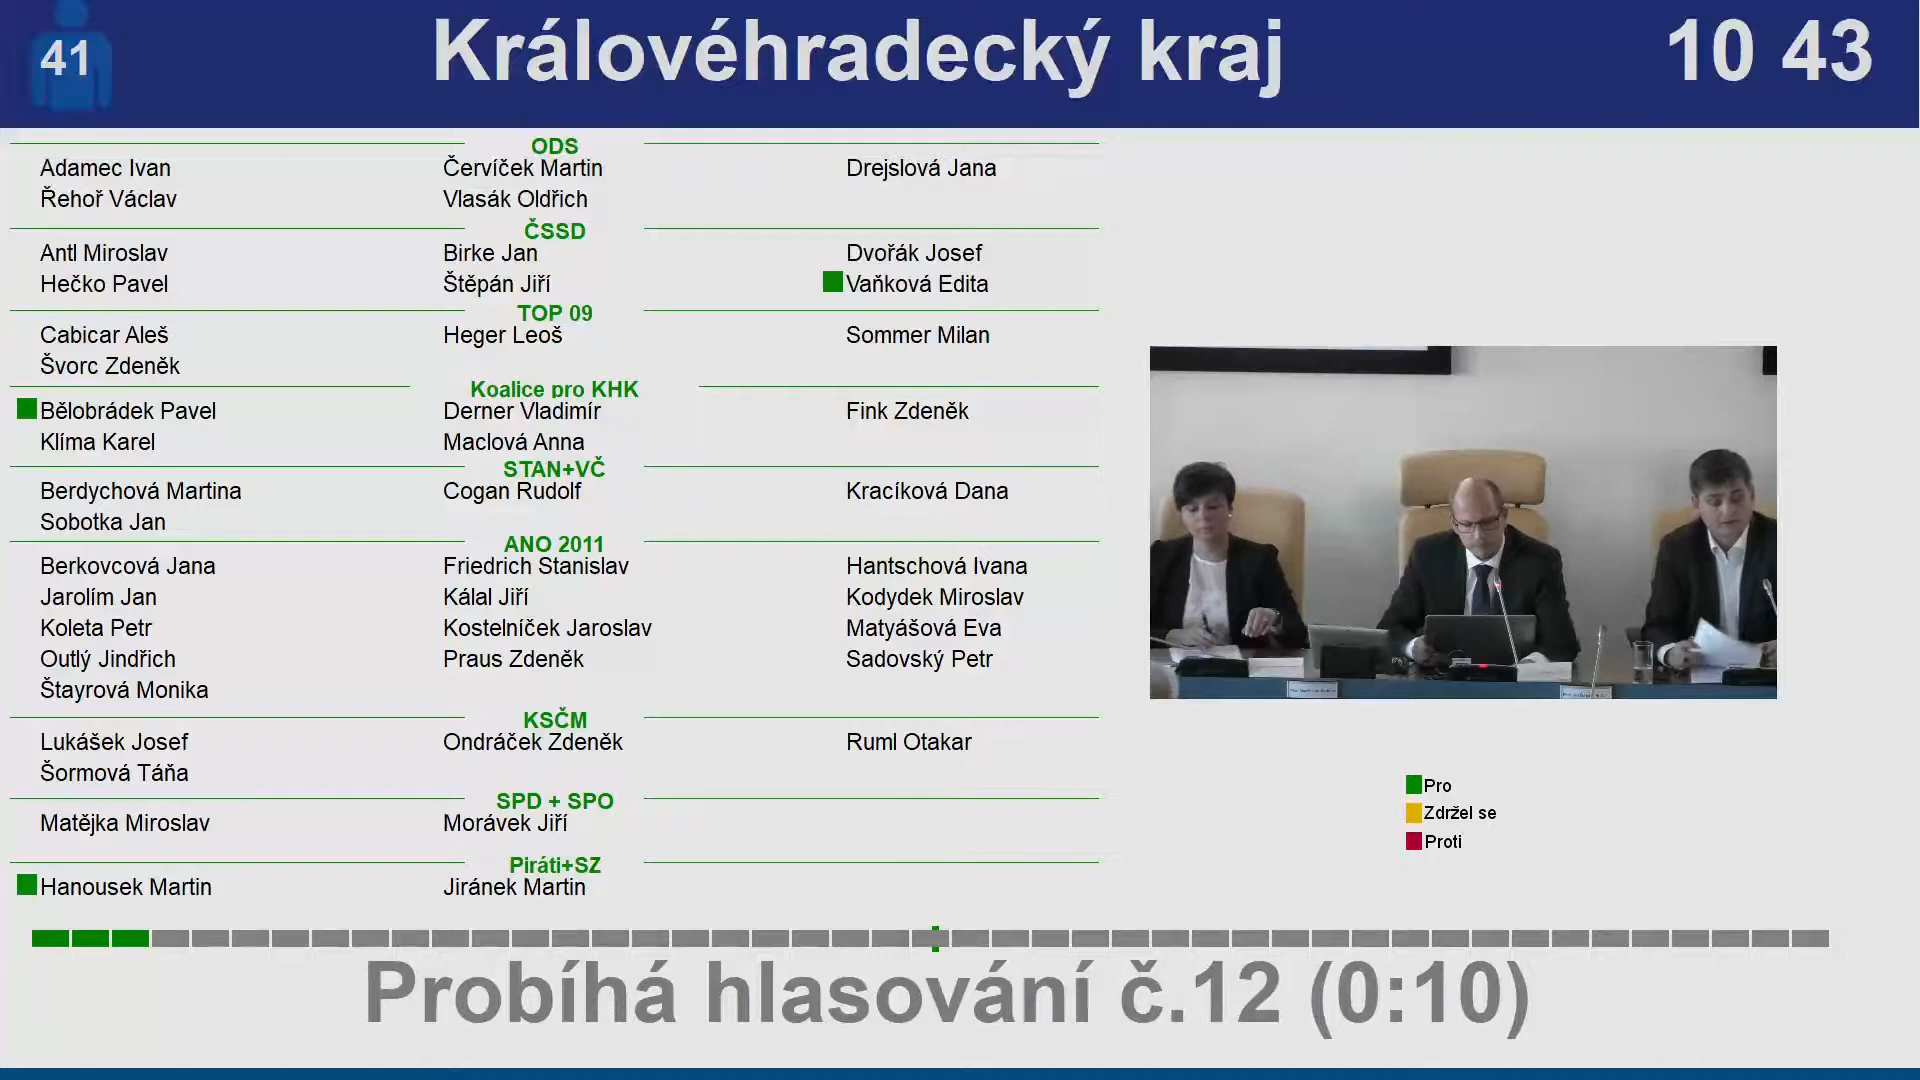 41
Královéhradecký kraj
10 43
ODS
Adamec Ivan Červíček Martin Drejslová Jana
Řehoř Václav Vlasák Oldřich
ČSSD
Antl Miroslav Birke Jan Dvořák Josef
Hečko Pavel Štěpán Jiří Vaňková Edita
TOP 09
Cabicar Aleš Heger Leoš Sommer Milan
Švorc Zdeněk
Koalice pro KHK
Bělobrádek Pavel Derner Vladimír Fink Zdeněk
Klíma Karel Maclová Anna
STAN+VČ
Berdychová Martina Cogan Rudolf Kracíková Dana
Sobotka Jan
ANO 2011
Berkovcová Jana Friedrich Stanislav Hantschová Ivana
Jarolím Jan Kálal Jiří Kodydek Miroslav
Koleta Petr Kostelníček Jaroslav Matyášová Eva
Outlý Jindřich Praus Zdeněk Sadovský Petr
Štayrová Monika
KSČM
Lukášek Josef Ondráček Zdeněk Ruml Otakar
Šormová Táňa
SPD + SPO
Matějka Miroslav Morávek Jiří
Piráti+SZ
Hanousek Martin Jiránek Martin
Pro
Zdržel se
Proti
Probíhá hlasování č.12 (0:10)